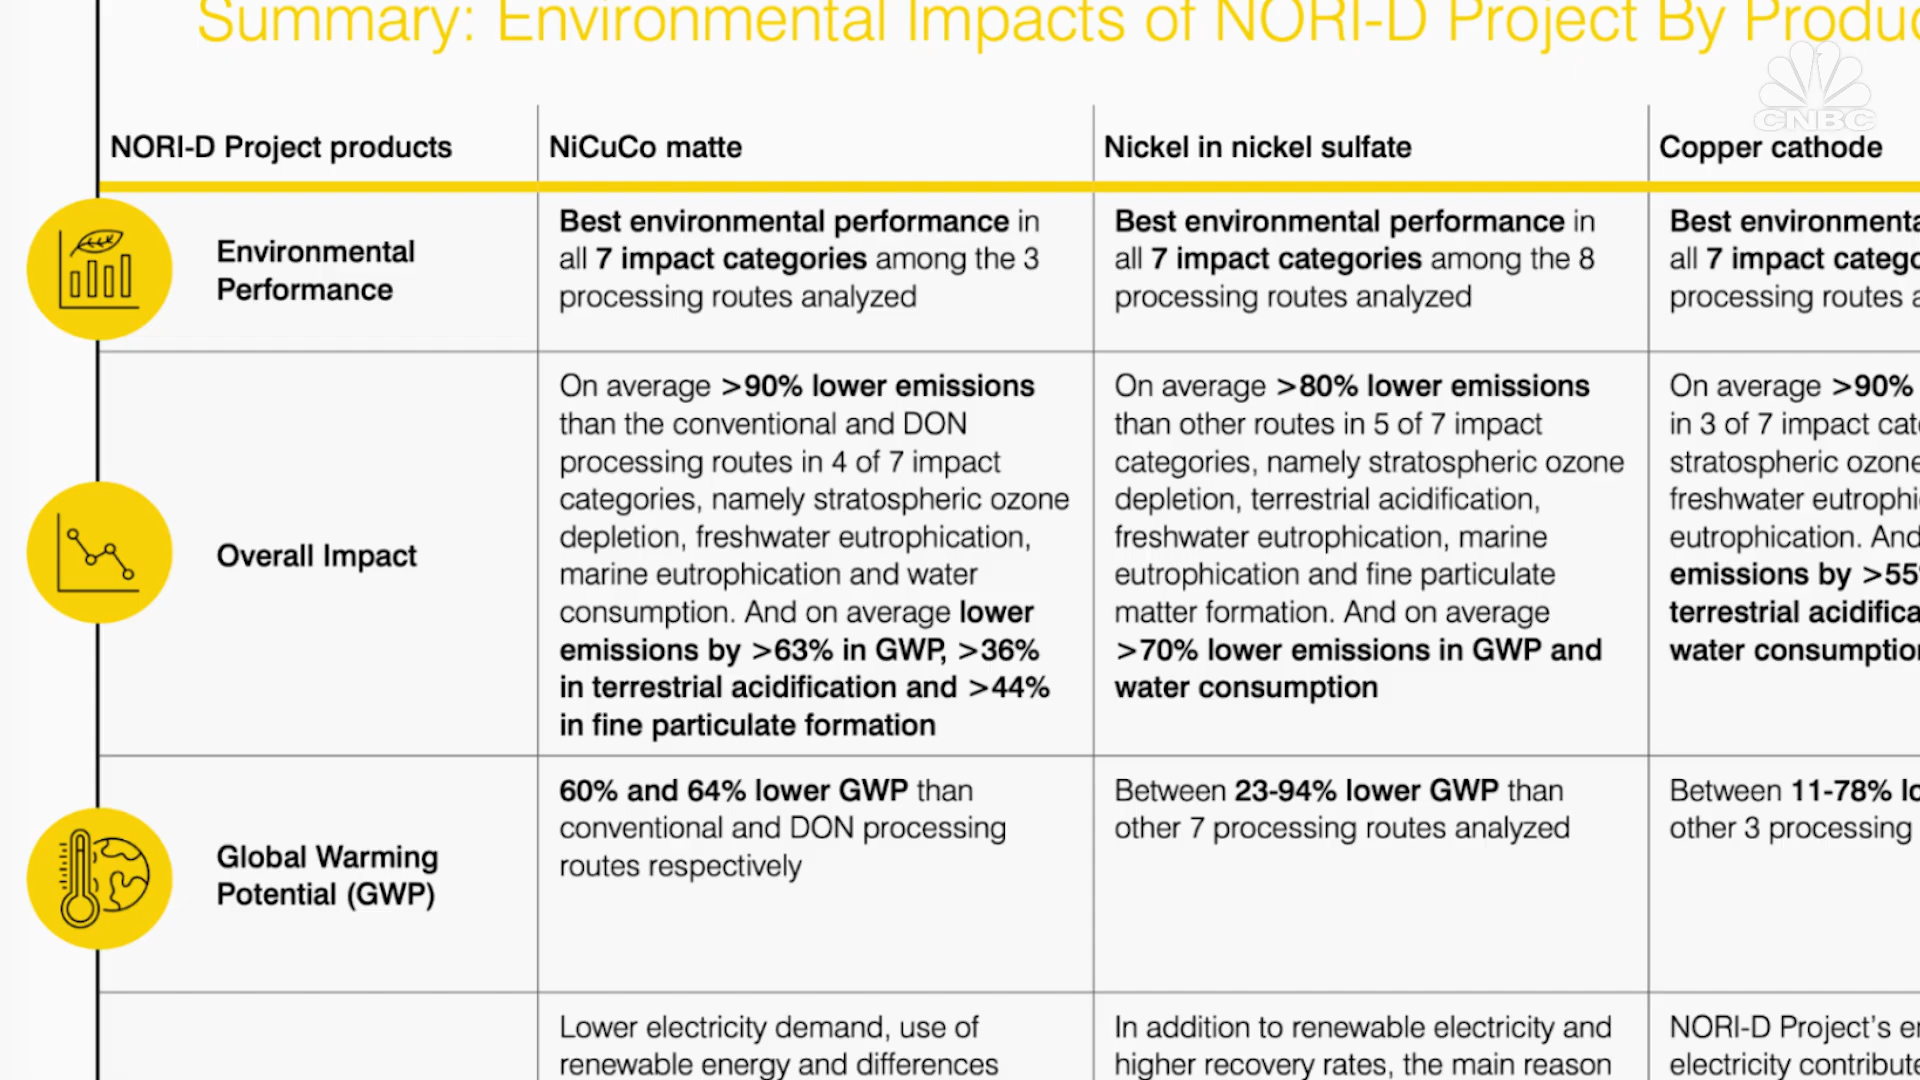 Summary: Environmental Impacts of NORI-D Project By
CNBC
NORI-D Project products
NiCuCo matte
Nickel in nickel sulfate
Copper cathode
Environmental
Performance
Best environmental performance in
all 7 impact categories among the 3
processing routes analyzed
Best environmental performance in
all 7 impact categories among the 8
processing routes analyzed
Best
all 7 impact
processing routes
Overall Impact
On average >90% lower emissions
than the conventional and DON
processing routes in 4 of 7 impact
categories, namely stratospheric ozone
depletion, freshwater eutrophication,
marine eutrophication and water
consumption. And on average lower
emissions by >63% in GWP, >36%
in terrestrial acidification and >44%
in fine particulate formation
On average >80% lower emissions
than other routes in 5 of 7 impact
categories, namely stratospheric ozone
depletion, terrestrial acidification,
freshwater eutrophication, marine
eutrophication and fine particulate
matter formation. And on average
>70% lower emissions in GWP and
water consumption
On average >90%
in 3 of 7 impact
stratospheric ozone
freshwater
eutrophication. And
emissions by
terrestrial
water
Global Warming
Potential (GWP)
60% and 64% lower GWP than
conventional and DON processing
routes respectively
Between 23-94% lower GWP than
other 7 processing routes analyzed
Between 11-78%
other 3 processing
Lower electricity demand, use of
renewable energy and differences
In addition to renewable electricity and
higher recovery rates, the main reason
NORI-D Project's
electricity